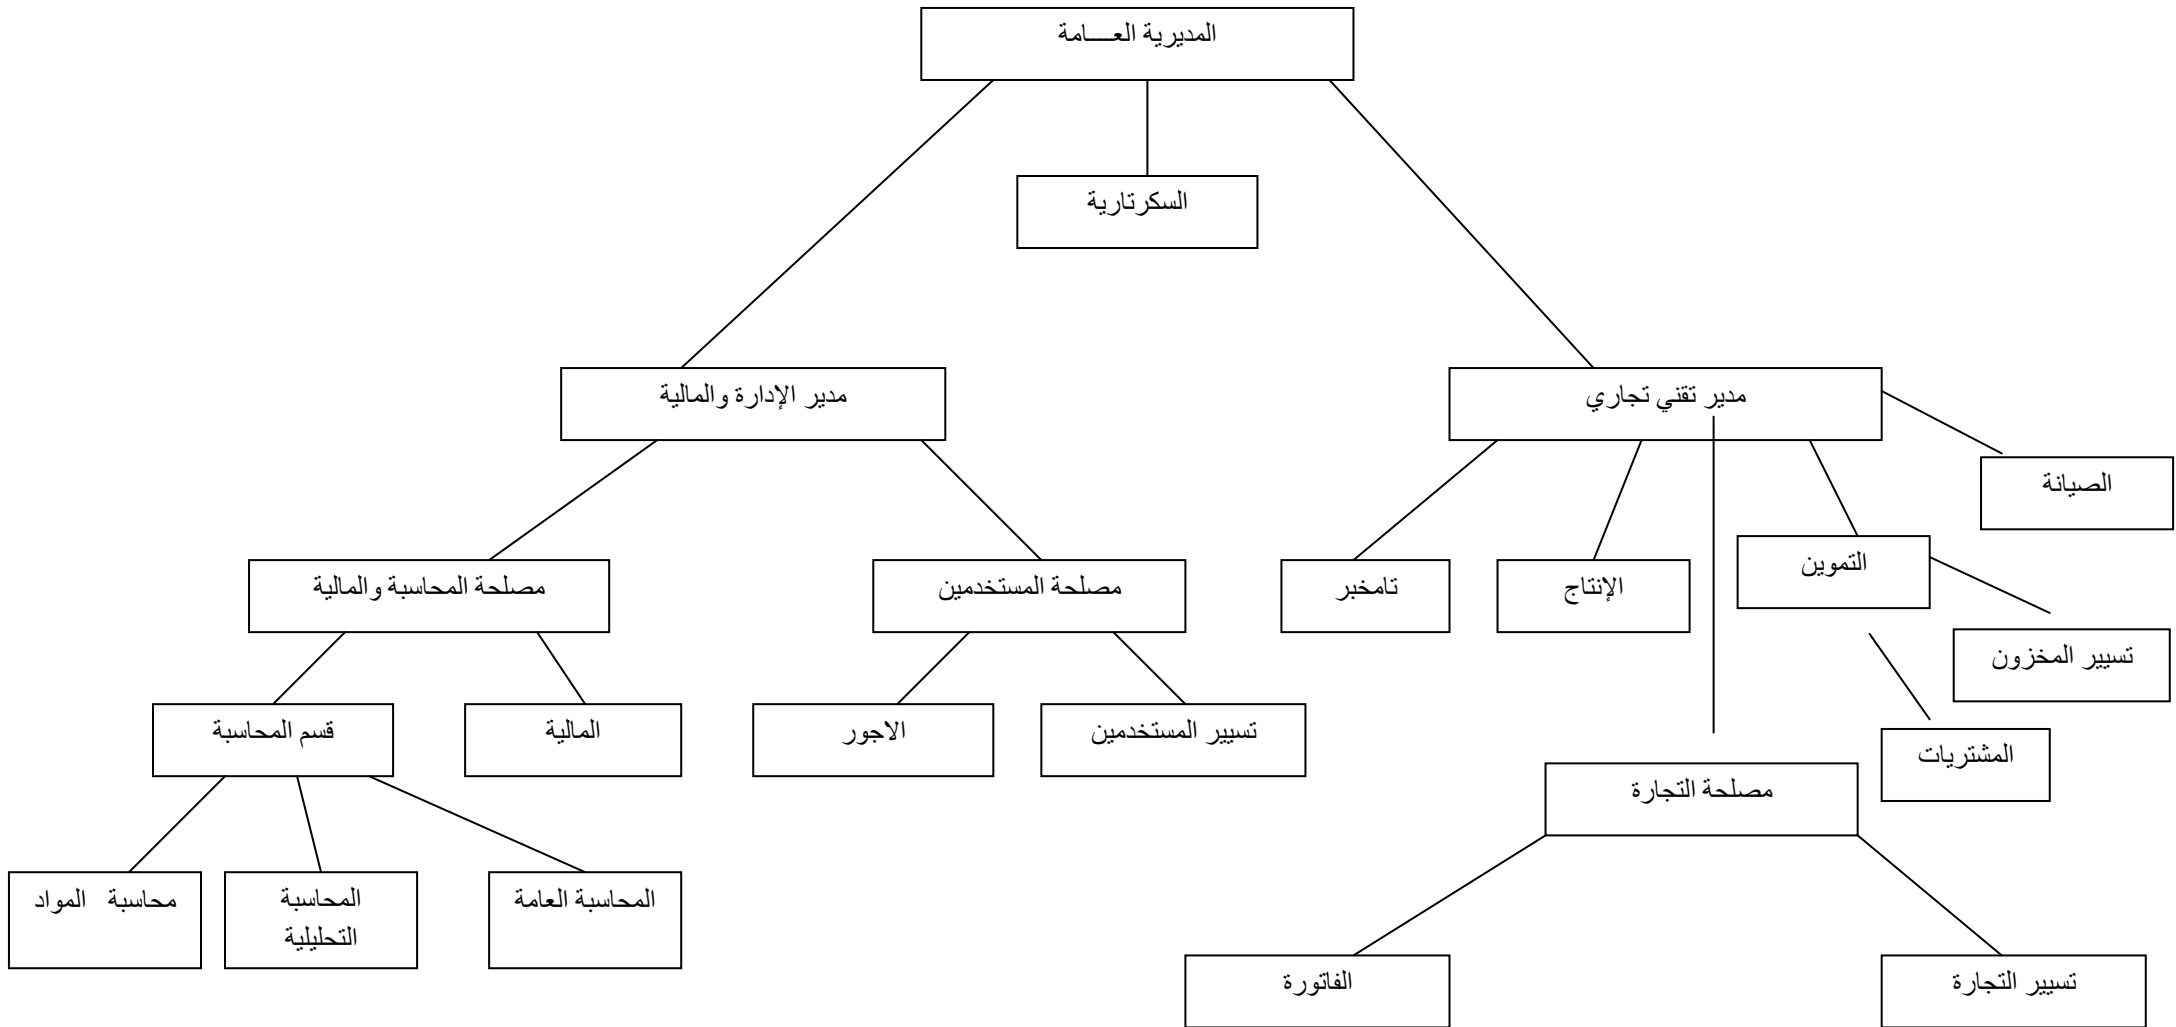 المديرية العـــامة
السكرتارية
مدير تقني تجاري
مدير الإدارة والمالية
الصيانة
التموين
الإنتاج
تامخبر
مصلحة المستخدمين
مصلحة المحاسبة والمالية
تسيير المخزون
المشتريات
تسيير المستخدمين
الاجور
المالية
قسم المحاسبة
مصلحة التجارة
المحاسبة العامة
المحاسبة
التحليلية
محاسبة المواد
تسيير التجارة
الفاتورة